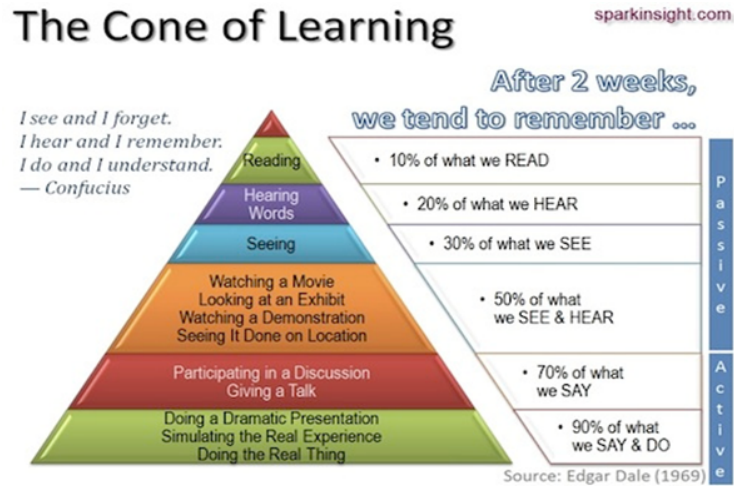 The Cone of Learning
sparkinsight.com
After 2 weeks,
we tend to remember ...
I see and I forget.
I hear and I remember.
I do and I understand.
— Confucius
Reading
Hearing
Words
Seeing
Watching a Movie
Looking at an Exhibit
Watching a Demonstration
Seeing It Done on Location
Participating in a Discussion
Giving a Talk
Doing a Dramatic Presentation
Simulating the Real Experience
Doing the Real Thing
• 10% of what we READ
• 20% of what we HEAR
• 30% of what we SEE
• 50% of what
we SEE & HEAR
• 70% of what
we SAY
• 90% of what
we SAY & DO
Passive
Active
Source: Edgar Dale (1969)